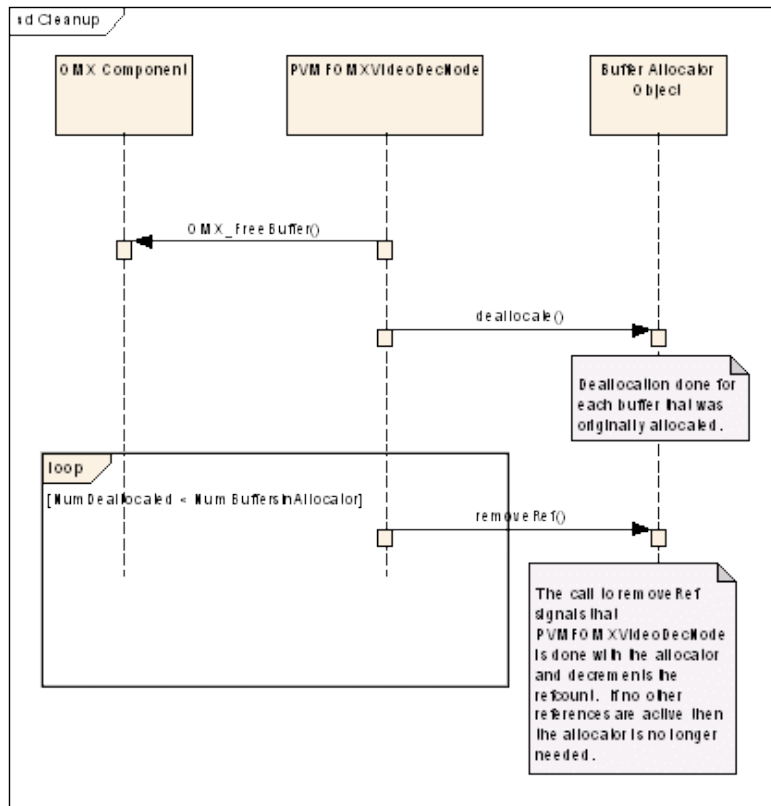 sd Cleanup
OMX Component
PVMFOMXVideoDecNode
Buffer Allocator
Object
OMX_FreeBuffer()
deallocate()
Deallocation done for
each buffer that was
originally allocated.
loop
[NumDeallocated < NumBuffersInAllocator]
removeRef()
The call to removeRef
signals that
PVMFOMXVideoDecNode
is done with the allocator
and decrements the
refcount. If no other
references are active then
the allocator is no longer
needed.